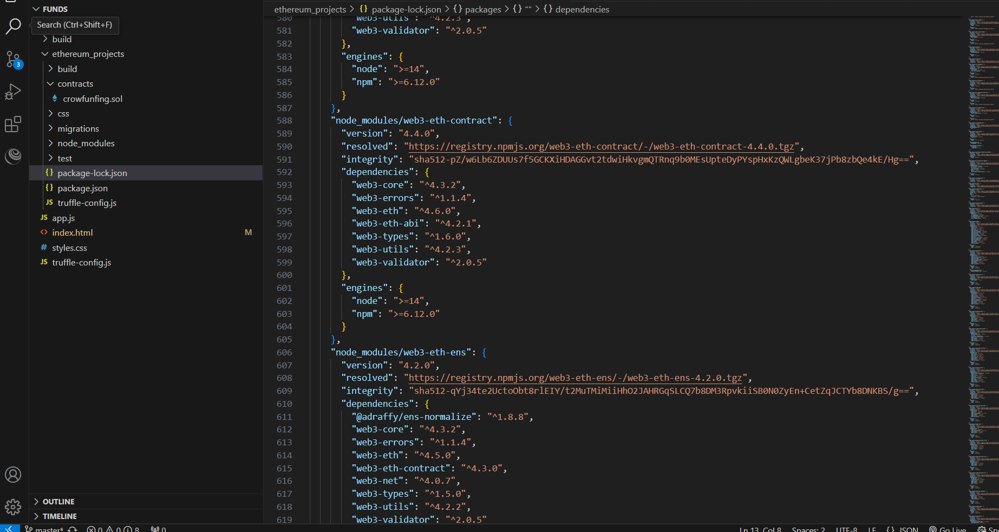 FUNDS
Search (Ctrl+Shift+F)
build
ethereum_projects
build
contracts
crowfunfing.sol
css
migrations
node_modules
test
package-lock.json
package.json
truffle-config.js
app.js
index.html M
styles.css
truffle-config.js
OUTLINE
TIMELINE
3
ethereum_projects > {} package-lock.json > {} packages > {} "" > {} dependencies
580 "web3-utils": "^4.2.3",
581 "web3-validator": "^2.0.5"
582 },
583 "engines": {
584 "node": ">=14",
585 "npm": ">=6.12.0"
586 }
587 },
588 "node_modules/web3-eth-contract": {
589 "version": "4.4.0",
590 "resolved": "https://registry.npmjs.org/web3-eth-contract/-/web3-eth-contract-4.4.0.tgz",
591 "integrity": "sha512-pZ/w6Lb6ZDUUs7f5GCKXiHDAGGvt2tdwiHkvgmQTRnq9b0MEsUpteDyPYspHxKzQWLgbeK37jPb8zbQe4kE/Hg==",
592 "dependencies": {
593 "web3-core": "^4.3.2",
594 "web3-errors": "^1.1.4",
595 "web3-eth": "^4.6.0",
596 "web3-eth-abi": "^4.2.1",
597 "web3-types": "^1.6.0",
598 "web3-utils": "^4.2.3",
599 "web3-validator": "^2.0.5"
600 },
601 "engines": {
602 "node": ">=14",
603 "npm": ">=6.12.0"
604 }
605 },
606 "node_modules/web3-eth-ens": {
607 "version": "4.2.0",
608 "resolved": "https://registry.npmjs.org/web3-eth-ens/-/web3-eth-ens-4.2.0.tgz",
609 "integrity": "sha512-qYj34te2UctoObt8rlEIY/t2MuTMiMiiHhO2JAHRGqSLCQ7b8DM3RpvkiiSB0N0ZyEn+CetZqJCTYb8DNKBS/g==",
610 "dependencies": {
611 "@adraffy/ens-normalize": "^1.8.8",
612 "web3-core": "^4.3.2",
613 "web3-errors": "^1.1.4",
614 "web3-eth": "^4.5.0",
615 "web3-eth-contract": "^4.3.0",
616 "web3-net": "^4.0.7",
617 "web3-types": "^1.5.0",
618 "web3-utils": "^4.2.2",
619 "web3-validator": "^2.0.5"
master* 0 0 8 0 Ln 13, Col 8 Spaces: 2 UTF-8 LF {} JSON Go Live